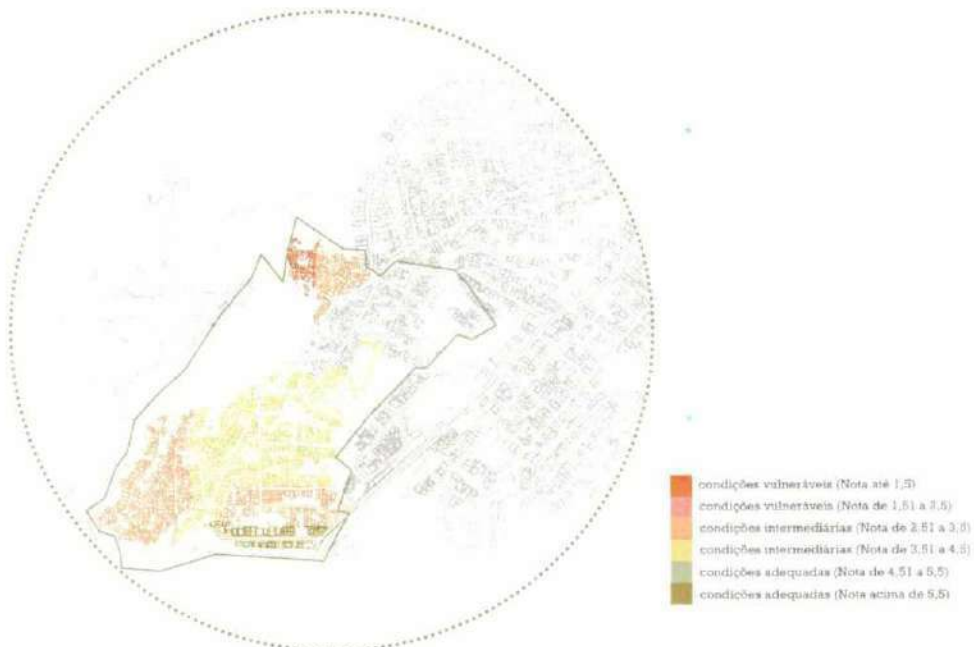 condições vulneráveis (Nota até 1,5)
condições vulneráveis (Nota de 1,51 a 2,5)
condições intermediárias (Nota de 2,51 a 3,5)
condições intermediárias (Nota de 3,51 a 4,5)
condições adequadas (Nota de 4,51 a 5,5)
condições adequadas (Nota acima de 5,5)